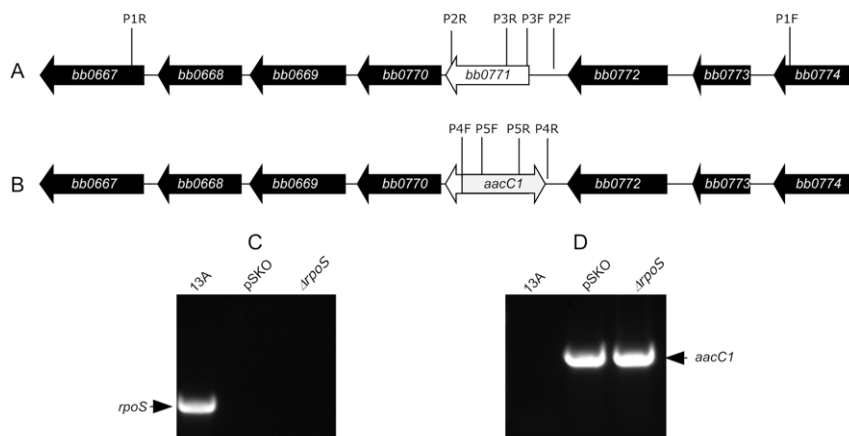 P1R P2R P3R P3F P2F P1F
A bb0667 bb0668 bb0669 bb0770 bb0771 bb0772 bb0773 bb0774
P4F P5F P5R P4R
B bb0667 bb0668 bb0669 bb0770 aacC1 bb0772 bb0773 bb0774
C D
13A pSKO ΔrpoS 13A pSKO ΔrpoS
aacC1
rpoS